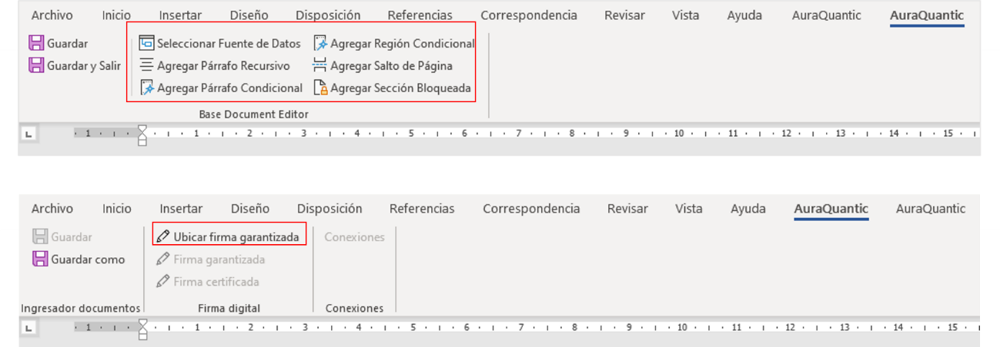 Archivo Inicio Insertar Diseño Disposición Referencias Correspondencia Revisar Vista Ayuda AuraQuantic AuraQuantic
Guardar Seleccionar Fuente de Datos Agregar Región Condicional
Guardar y Salir Agregar Párrafo Recursivo Agregar Salto de Página
Agregar Párrafo Condicional Agregar Sección Bloqueada
Base Document Editor
1 1 2 3 4 5 6 7 8 9 10 11 12 13 14 15
Archivo Inicio Insertar Diseño Disposición Referencias Correspondencia Revisar Vista Ayuda AuraQuantic AuraQuantic
Guardar Ubicar firma garantizada Conexiones
Guardar como Firma garantizada
Firma certificada
Ingresador documentos Firma digital Conexiones
1 1 2 3 4 5 6 7 8 9 10 11 12 13 14 15